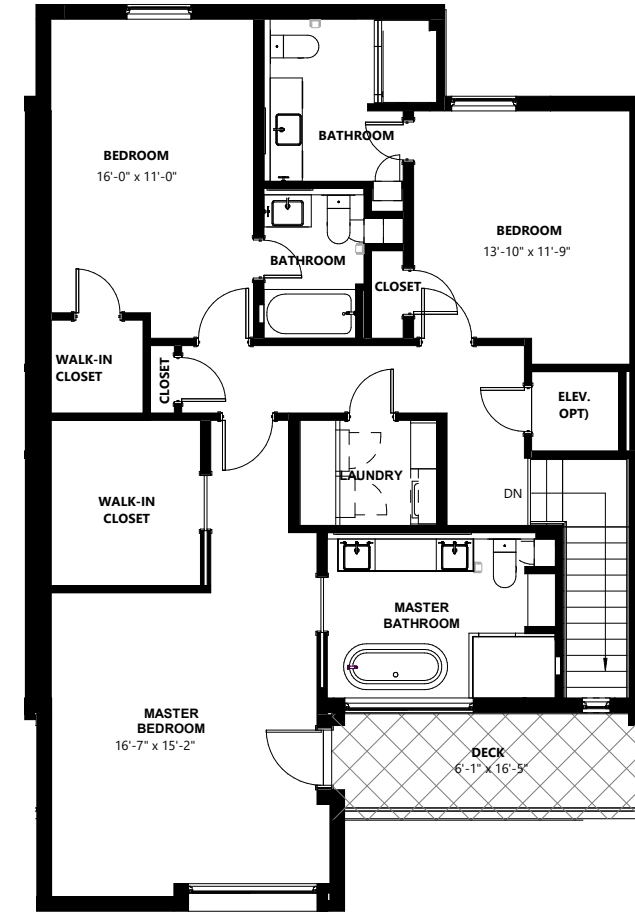 BATHROOM
BEDROOM
16'-0" x 11'-0"
BEDROOM
13'-10" x 11'-9"
BATHROOM
CLOSET
WALK-IN
CLOSET
CLOSET
ELEV.
OPT)
LAUNDRY
WALK-IN
CLOSET
DN
MASTER
BATHROOM
MASTER
BEDROOM
16'-7" x 15'-2"
DECK
6'-1" x 16'-5"